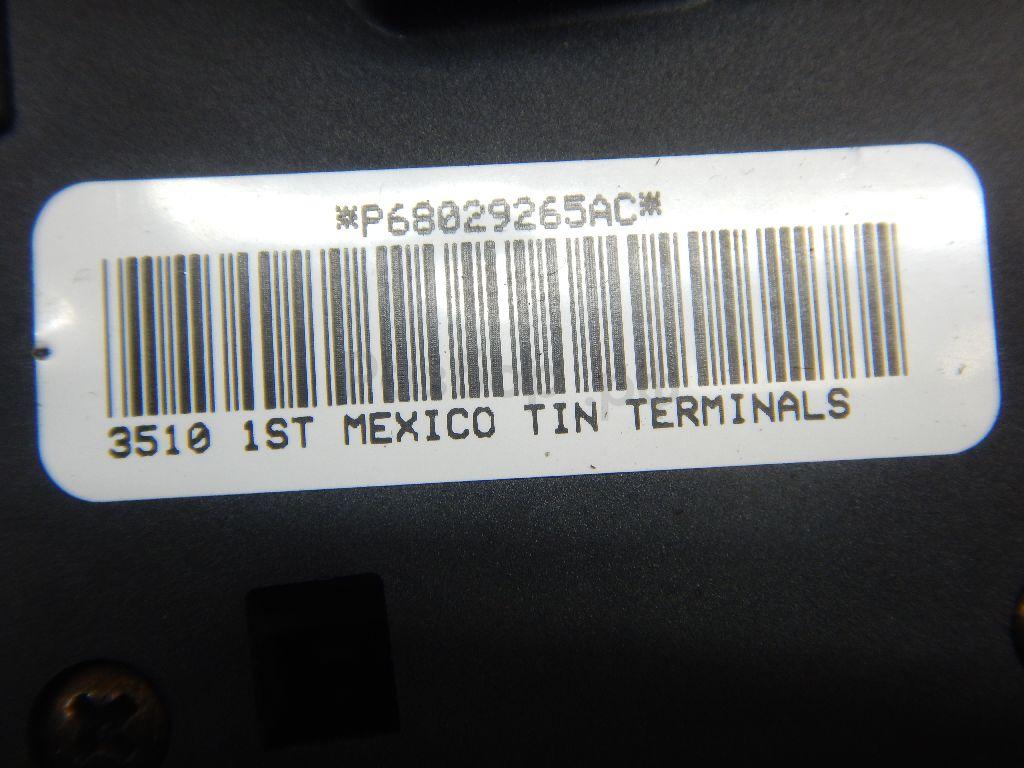 *P68029265AC*
3510 1ST MEXICO TIN TERMINALS